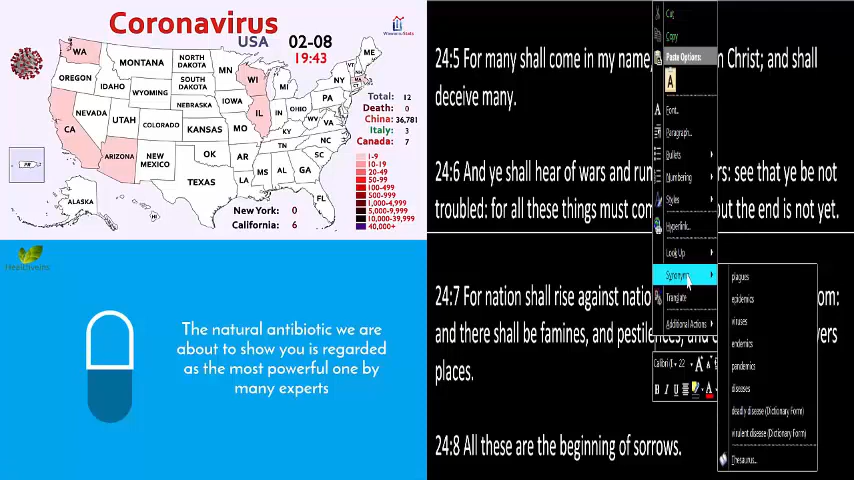 Coronavirus
USA
02-08
19:43
WA
OREGON
IDAHO
MONTANA
NORTH
DAKOTA
SOUTH
DAKOTA
WYOMING
NEBRASKA
NEVADA
UTAH
COLORADO
KANSAS
CA
ARIZONA
NEW
MEXICO
OK
TEXAS
MN
IOWA
MO
AR
LA
WI
IL
MI
IN
OHIO
KY
TN
MS
AL
GA
FL
SC
NC
VA
WV
PA
NY
ME
ALASKA
HI
PR
Total: 12
Death: 0
China: 36,781
Italy: 3
Canada: 7
1-9
10-19
20-49
50-99
100-499
500-999
1,000-4,999
5,000-9,999
10,000-39,999
40,000+
New York: 0
California: 6
24:5 For many shall come in my name,
Christ; and shall
deceive many.
24:6 And ye shall hear of wars and
: see that ye be not
troubled: for all these things must
but the end is not yet.
24:7 For nation shall rise against
and there shall be famines, and
places.
24:8 All these are the beginning of sorrows.
Cut
Copy
Paste Options:
A
Font...
Paragraph...
Bullets
Numbering
Styles
Hyperlink...
Look Up
Synonyms
Translate
Additional Actions
22
B I U
plagues
epidemics
viruses
endemics
pandemics
diseases
deadly disease (Dictionary Form)
virulent disease (Dictionary Form)
Thesaurus...
The natural antibiotic we are
about to show you is regarded
as the most powerful one by
many experts